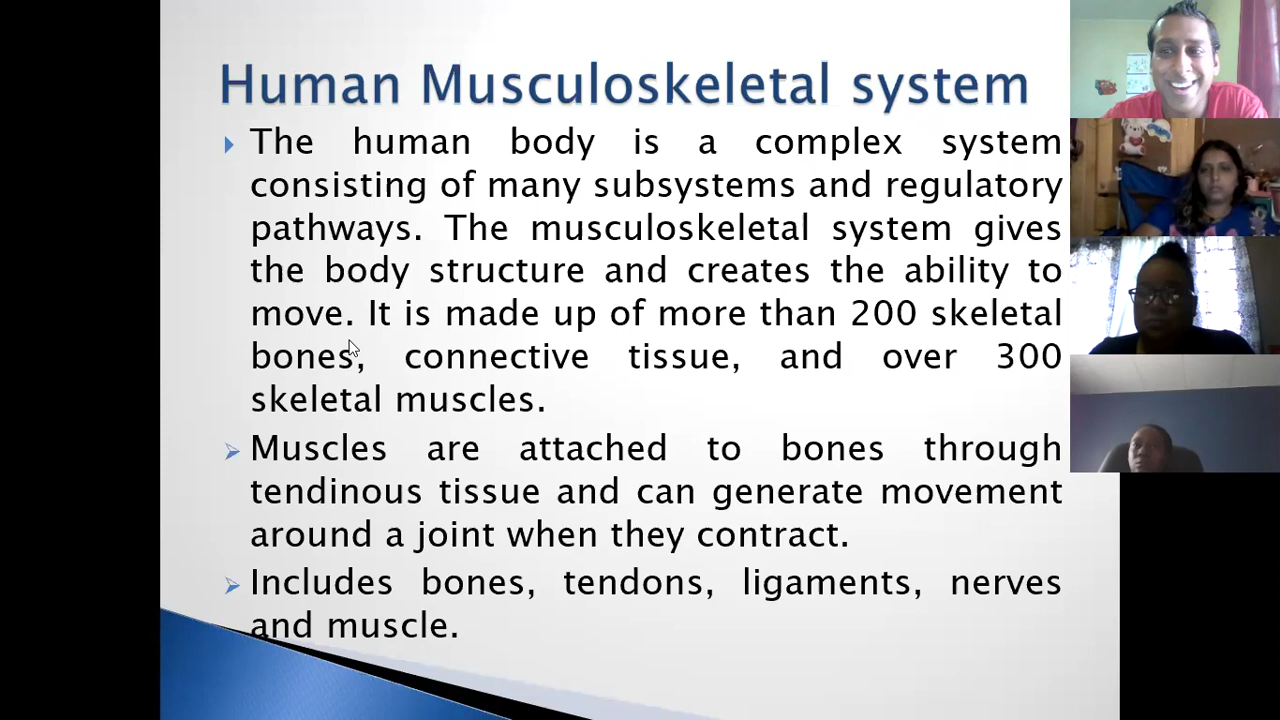 Human Musculoskeletal system
The human body is a complex system
consisting of many subsystems and regulatory
pathways. The musculoskeletal system gives
the body structure and creates the ability to
move. It is made up of more than 200 skeletal
bones, connective tissue, and over 300
skeletal muscles.
Muscles are attached to bones through
tendinous tissue and can generate movement
around a joint when they contract.
Includes bones, tendons, ligaments, nerves
and muscle.